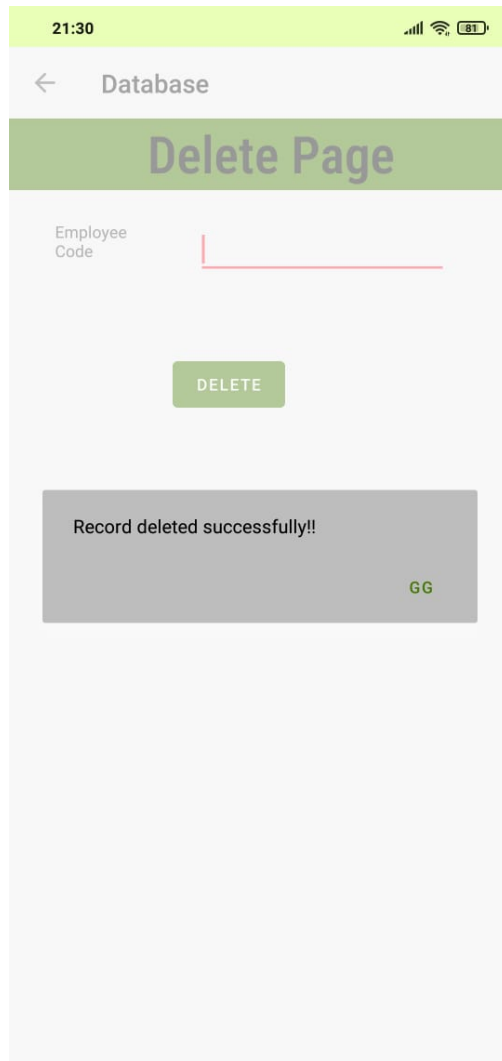 21:30
81
Database
Delete Page
Employee
Code
DELETE
Record deleted successfully!!
GG